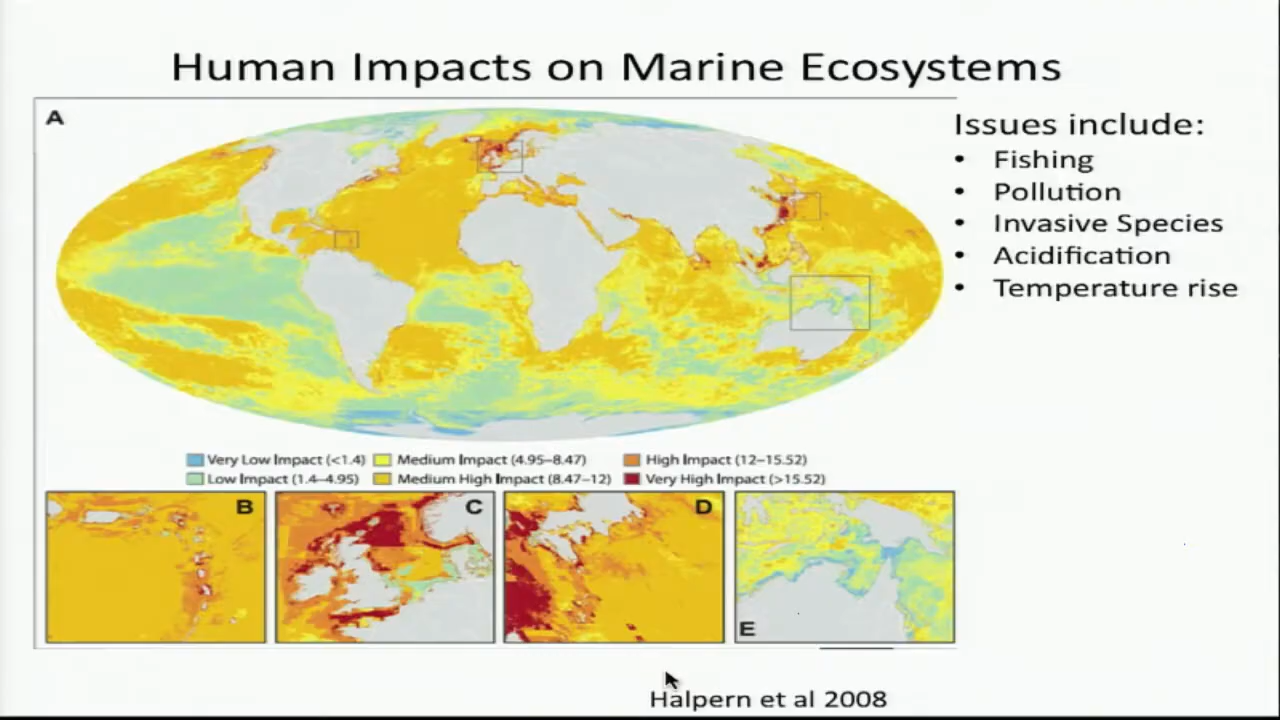 Human Impacts on Marine Ecosystems
A
Issues include:
• Fishing
• Pollution
• Invasive Species
• Acidification
• Temperature rise
Very Low Impact (<1.4)
Medium Impact (4.95–8.47)
High Impact (12–15.52)
Low Impact (1.4–4.95)
Medium High Impact (8.47–12)
Very High Impact (>15.52)
B
C
D
E
Halpern et al 2008